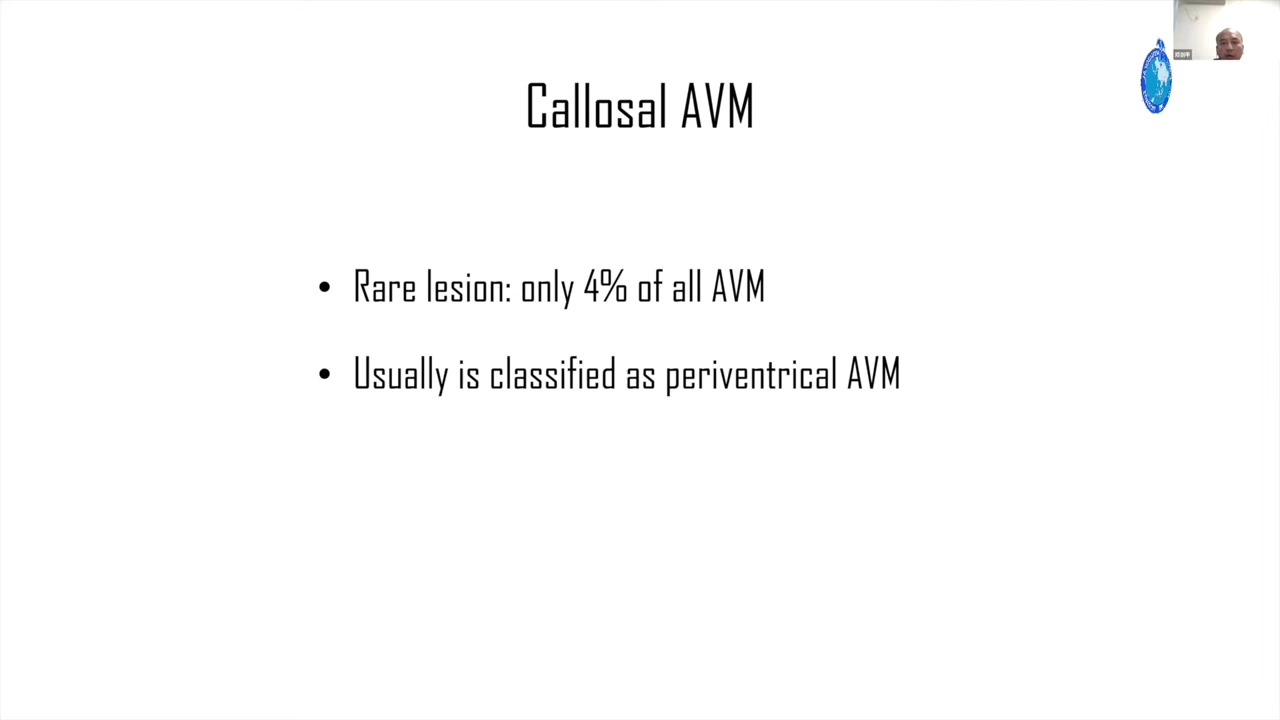 Callosal AVM
• Rare lesion: only 4% of all AVM
• Usually is classified as periventrical AVM